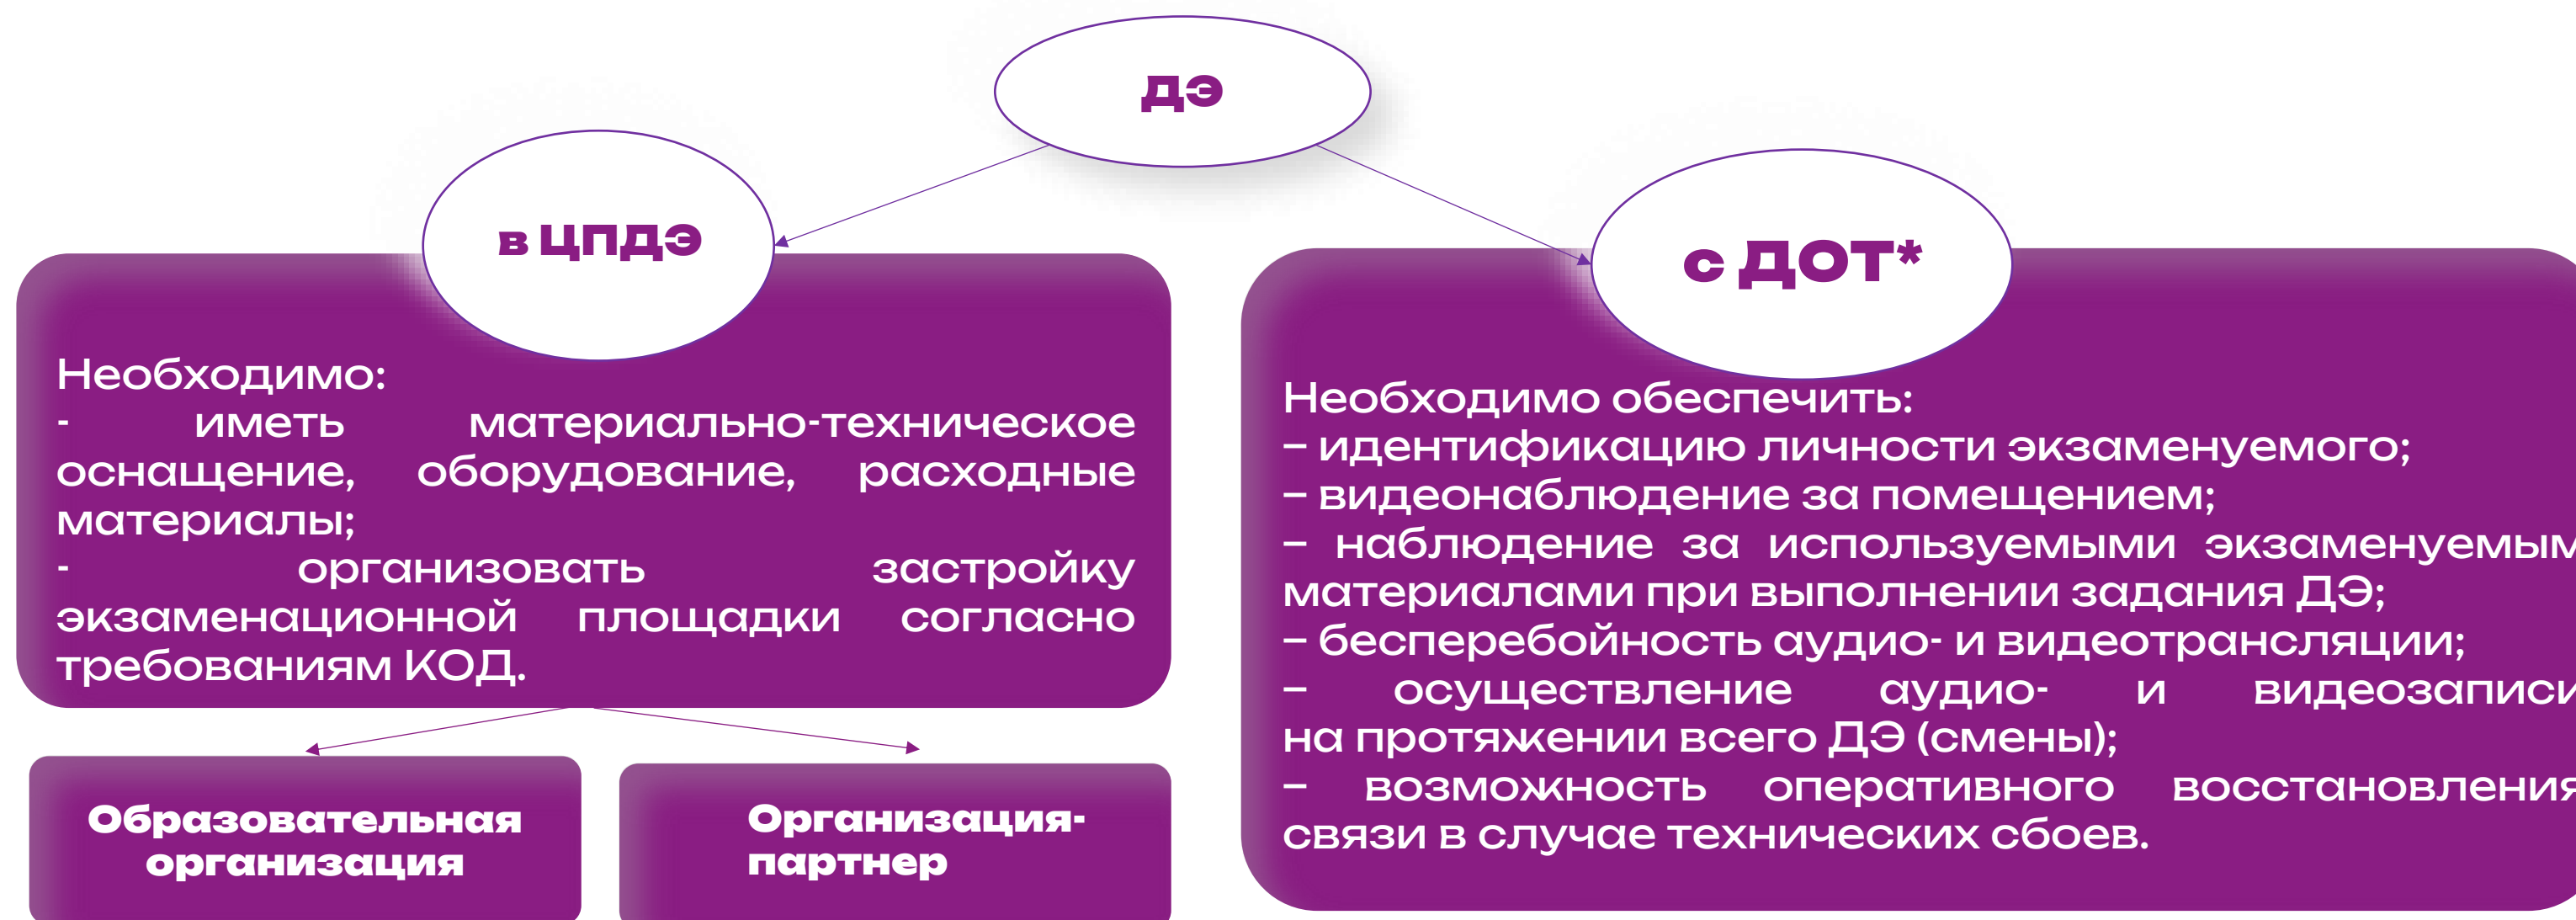 ДЭ
в ЦПДЭ
с ДОТ*
Необходимо:
- иметь материально-техническое
оснащение, оборудование, расходные
материалы;
- организовать застройку
экзаменационной площадки согласно
требованиям КОД.
Образовательная
организация
Организация-
партнер
Необходимо обеспечить:
– идентификацию личности экзаменуемого;
– видеонаблюдение за помещением;
– наблюдение за используемыми экзаменуемым
материалами при выполнении задания ДЭ;
– бесперебойность аудио- и видеотрансляции;
– осуществление аудио- и видеозаписи
на протяжении всего ДЭ (смены);
– возможность оперативного восстановления
связи в случае технических сбоев.